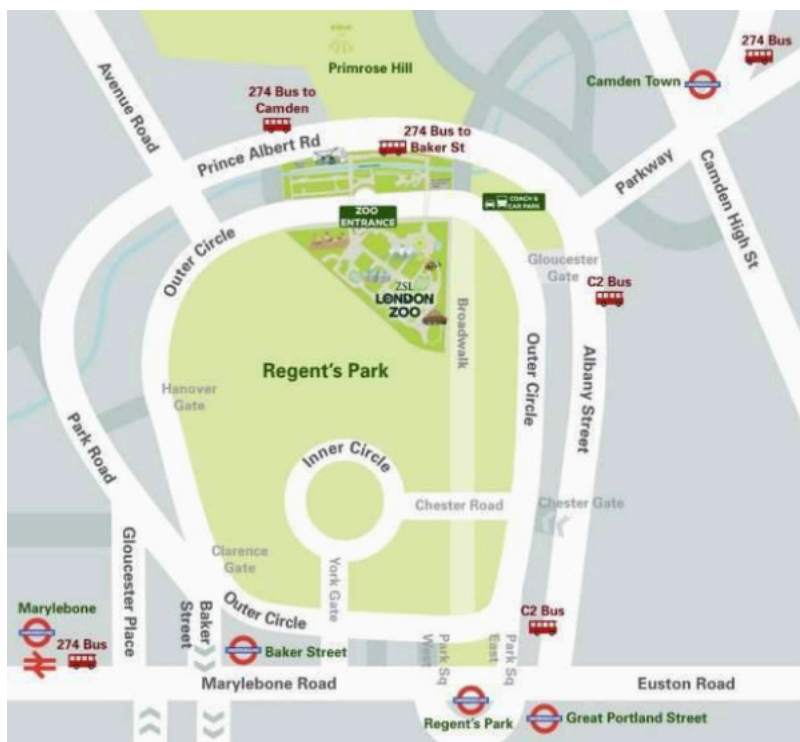 274 Bus
Primrose Hill
Camden Town
Avenue Road
274 Bus to
Camden
274 Bus to
Baker St
Prince Albert Rd
Parkway
Camden High St
COACH &
CAR PARK
ZOO
ENTRANCE
Outer Circle
Gloucester
Gate
C2 Bus
ZSL
LONDON
ZOO
Broadwalk
Outer Circle
Albany Street
Regent's Park
Hanover
Gate
Park Road
Inner Circle
Chester Road
Chester Gate
Gloucester Place
Clarence
Gate
York Gate
Marylebone
Baker
Street
Outer Circle
C2 Bus
274 Bus
Baker Street
Park Sq
West
Park Sq
East
Marylebone Road
Euston Road
Regent's Park
Great Portland Street